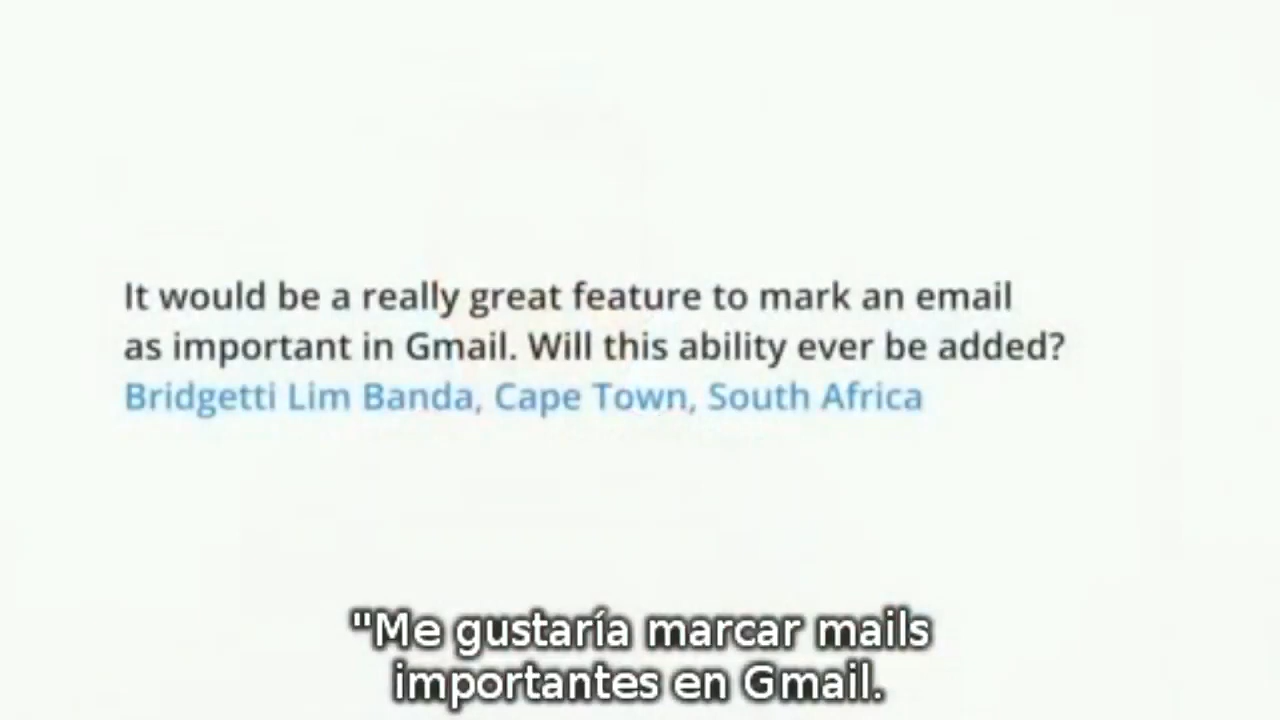 It would be a really great feature to mark an email
as important in Gmail. Will this ability ever be added?
Bridgetti Lim Banda, Cape Town, South Africa
"Me gustaría marcar mails
importantes en Gmail.